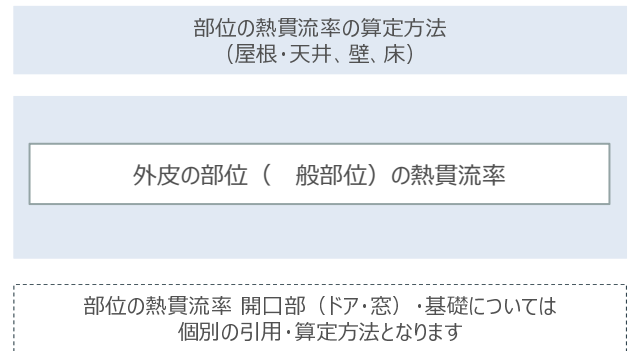 部位の熱貫流率の算定方法
（屋根・天井、壁、床）
外皮の部位（　般部位）の熱貫流率
部位の熱貫流率 開口部（ドア・窓）・基礎については
個別の引用・算定方法となります